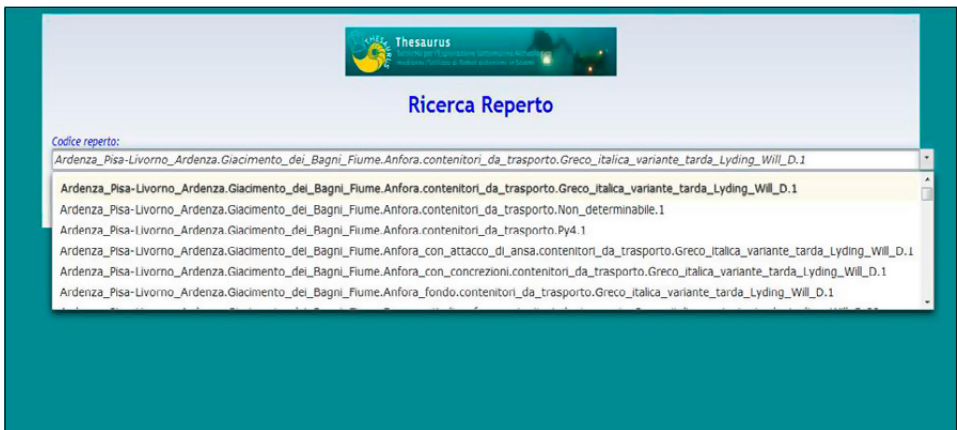 THESAURUS
Thesaurus
Ricerca Reperto
Codice reperto:
Ardenza_Pisa-Livorno_Ardenza.Giacimento_dei_Bagni_Fiume.Anfora.contenitori_da_trasporto.Greco_italica_variante_tarda_Lyding_Will_D.1
Ardenza_Pisa-Livorno_Ardenza.Giacimento_dei_Bagni_Fiume.Anfora.contenitori_da_trasporto.Greco_italica_variante_tarda_Lyding_Will_D.1
Ardenza_Pisa-Livorno_Ardenza.Giacimento_dei_Bagni_Fiume.Anfora.contenitori_da_trasporto.Non_determinabile.1
Ardenza_Pisa-Livorno_Ardenza.Giacimento_dei_Bagni_Fiume.Anfora.contenitori_da_trasporto.Py4.1
Ardenza_Pisa-Livorno_Ardenza.Giacimento_dei_Bagni_Fiume.Anfora_con_attacco_di_ansa.contenitori_da_trasporto.Greco_italica_variante_tarda_Lyding_Will_D.1
Ardenza_Pisa-Livorno_Ardenza.Giacimento_dei_Bagni_Fiume.Anfora_con_concrezioni.contenitori_da_trasporto.Greco_italica_variante_tarda_Lyding_Will_D.1
Ardenza_Pisa-Livorno_Ardenza.Giacimento_dei_Bagni_Fiume.Anfora_fondo.contenitori_da_trasporto.Greco_italica_variante_tarda_Lyding_Will_D.1